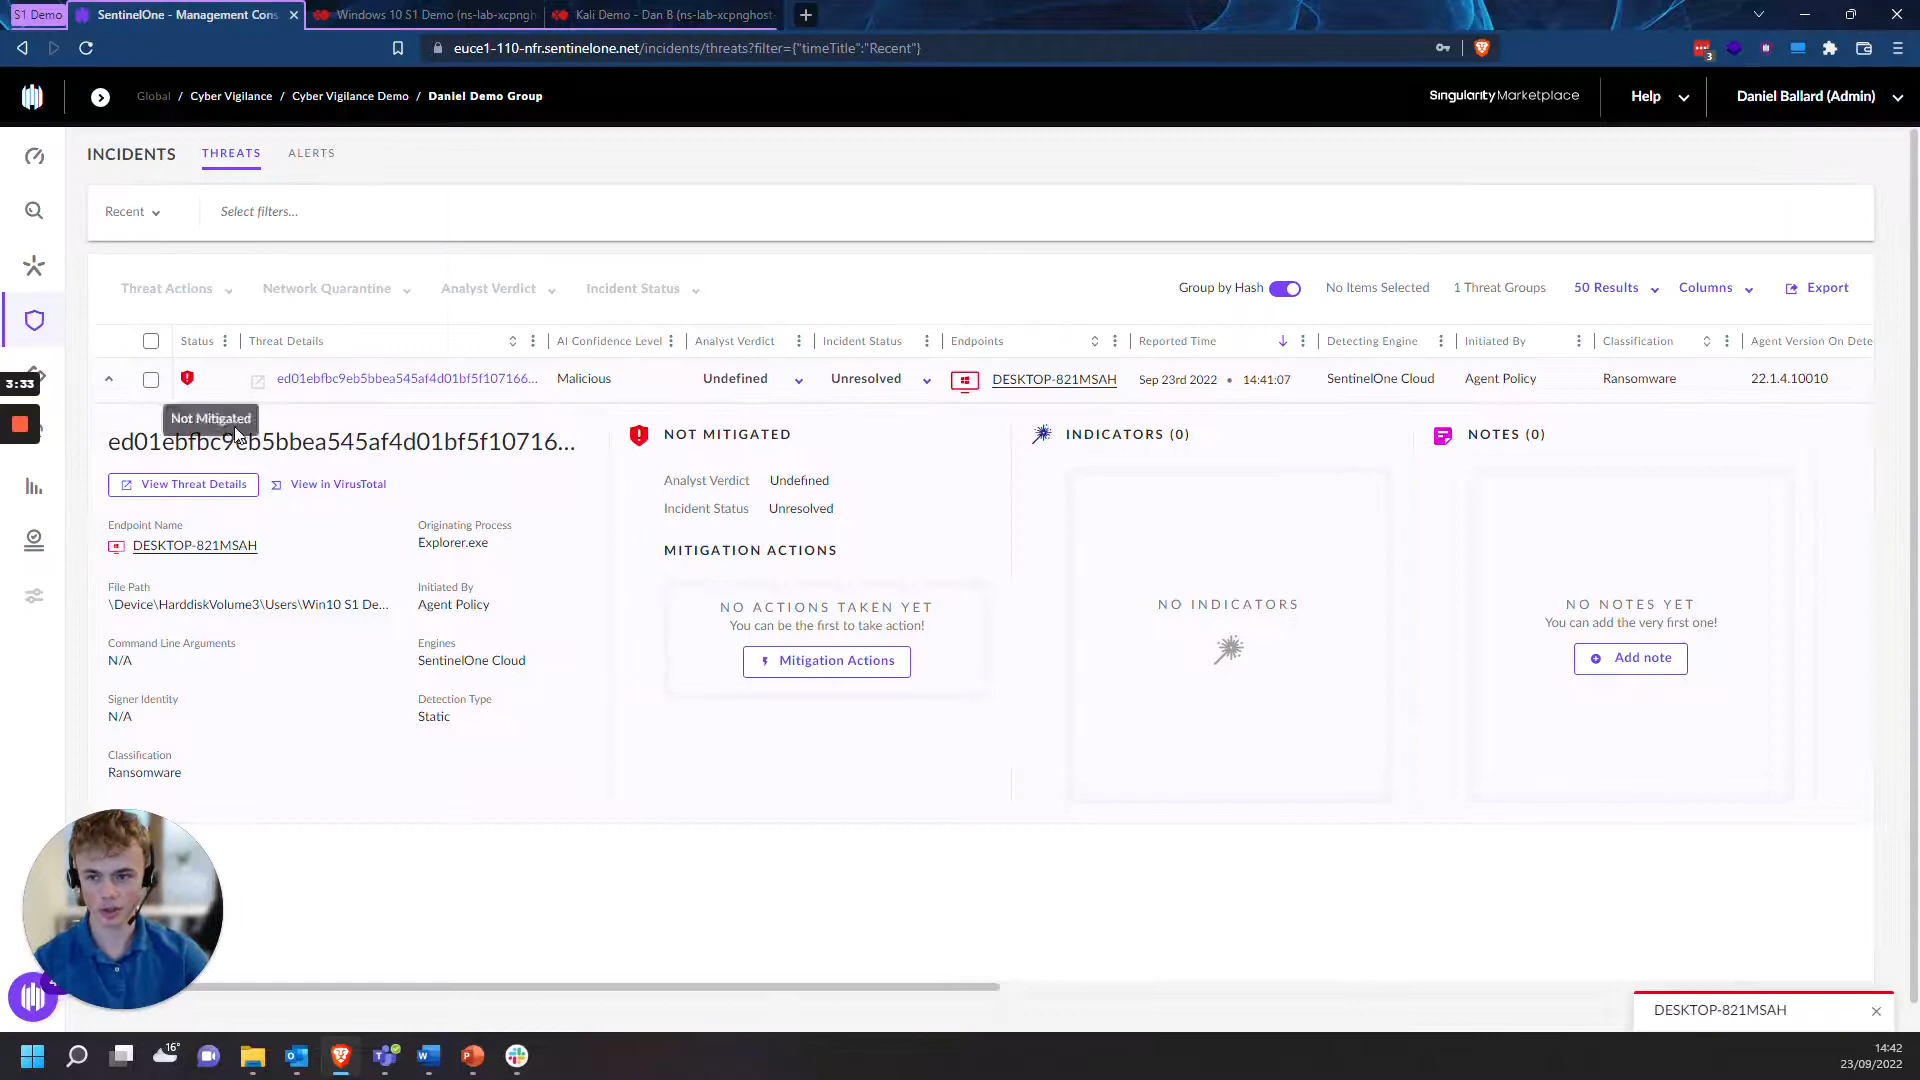 S1 Demo
SentinelOne - Management Cons
Windows 10 S1 Demo (ns-lab-xcpngh
Kali Demo - Dan B (ns-lab-xcpnghost-
euce1-110-nfr.sentinelone.net/incidents/threats?filter={"timeTitle":"Recent"}
3
Global / Cyber Vigilance / Cyber Vigilance Demo / Daniel Demo Group
Singularity Marketplace
Help
Daniel Ballard (Admin)
INCIDENTS
THREATS
ALERTS
Recent
Select filters...
Threat Actions
Network Quarantine
Analyst Verdict
Incident Status
Group by Hash
No Items Selected
1 Threat Groups
50 Results
Columns
Export
Status
Threat Details
AI Confidence Level
Analyst Verdict
Incident Status
Endpoints
Reported Time
Detecting Engine
Initiated By
Classification
Agent Version On Dete
3:33
ed01ebfbc9eb5bbea545af4d01bf5f107166...
Malicious
Undefined
Unresolved
DESKTOP-821MSAH
Sep 23rd 2022 • 14:41:07
SentinelOne Cloud
Agent Policy
Ransomware
22.1.4.10010
Not Mitigated
ed01ebfbc9eb5bbea545af4d01bf5f10716...
View Threat Details
View in VirusTotal
Endpoint Name
DESKTOP-821MSAH
Originating Process
Explorer.exe
File Path
\Device\HarddiskVolume3\Users\Win10 S1 De...
Initiated By
Agent Policy
Command Line Arguments
N/A
Engines
SentinelOne Cloud
Signer Identity
N/A
Detection Type
Static
Classification
Ransomware
NOT MITIGATED
Analyst Verdict Undefined
Incident Status Unresolved
MITIGATION ACTIONS
NO ACTIONS TAKEN YET
You can be the first to take action!
Mitigation Actions
INDICATORS (0)
NO INDICATORS
NOTES (0)
NO NOTES YET
You can add the very first one!
Add note
DESKTOP-821MSAH
16°
14:42
23/09/2022